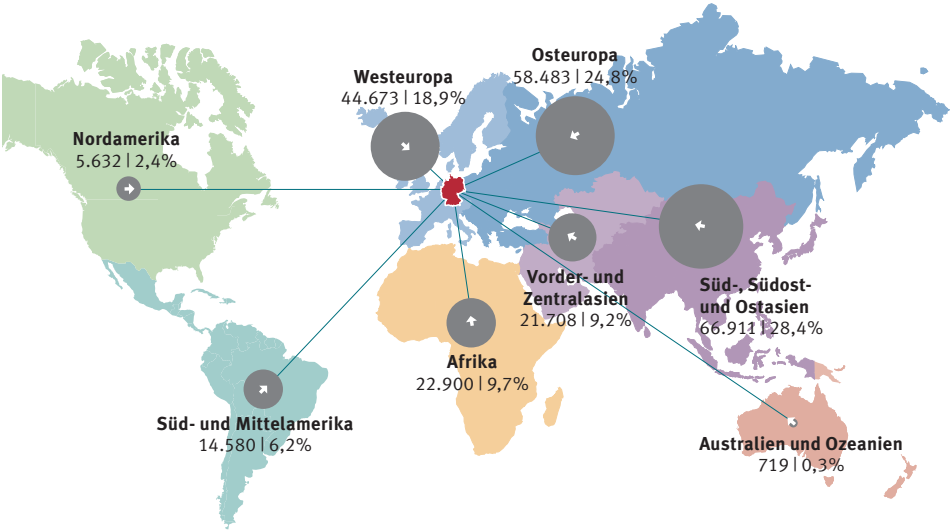 Osteuropa
58.483 | 24,8%
Westeuropa
44.673 | 18,9%
Nordamerika
5.632 | 2,4%
Vorder- und
Zentralasien
21.708 | 9,2%
Süd-, Südost-
und Ostasien
66.911 | 28,4%
Afrika
22.900 | 9,7%
Süd- und Mittelamerika
14.580 | 6,2%
Australien und Ozeanien
719 | 0,3%